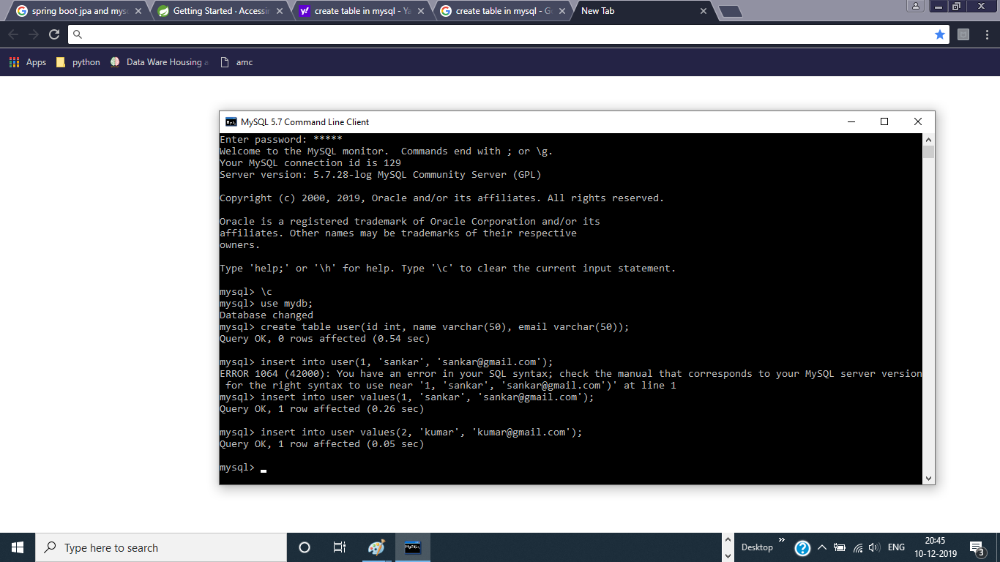 spring boot jpa and mys
Getting Started · Accessin
create table in mysql - Ya
create table in mysql - G
New Tab
Apps
python
Data Ware Housing a
amc
MySQL 5.7 Command Line Client
Enter password: *****
Welcome to the MySQL monitor.  Commands end with ; or \g.
Your MySQL connection id is 129
Server version: 5.7.28-log MySQL Community Server (GPL)
Copyright (c) 2000, 2019, Oracle and/or its affiliates. All rights reserved.
Oracle is a registered trademark of Oracle Corporation and/or its
affiliates. Other names may be trademarks of their respective
owners.
Type 'help;' or '\h' for help. Type '\c' to clear the current input statement.
mysql> \c
mysql> use mydb;
Database changed
mysql> create table user(id int, name varchar(50), email varchar(50));
Query OK, 0 rows affected (0.54 sec)
mysql> insert into user(1, 'sankar', 'sankar@gmail.com');
ERROR 1064 (42000): You have an error in your SQL syntax; check the manual that corresponds to your MySQL server version
 for the right syntax to use near '1, 'sankar', 'sankar@gmail.com')' at line 1
mysql> insert into user values(1, 'sankar', 'sankar@gmail.com');
Query OK, 1 row affected (0.26 sec)
mysql> insert into user values(2, 'kumar', 'kumar@gmail.com');
Query OK, 1 row affected (0.05 sec)
mysql>
Type here to search
Desktop
ENG
20:45
10-12-2019
3